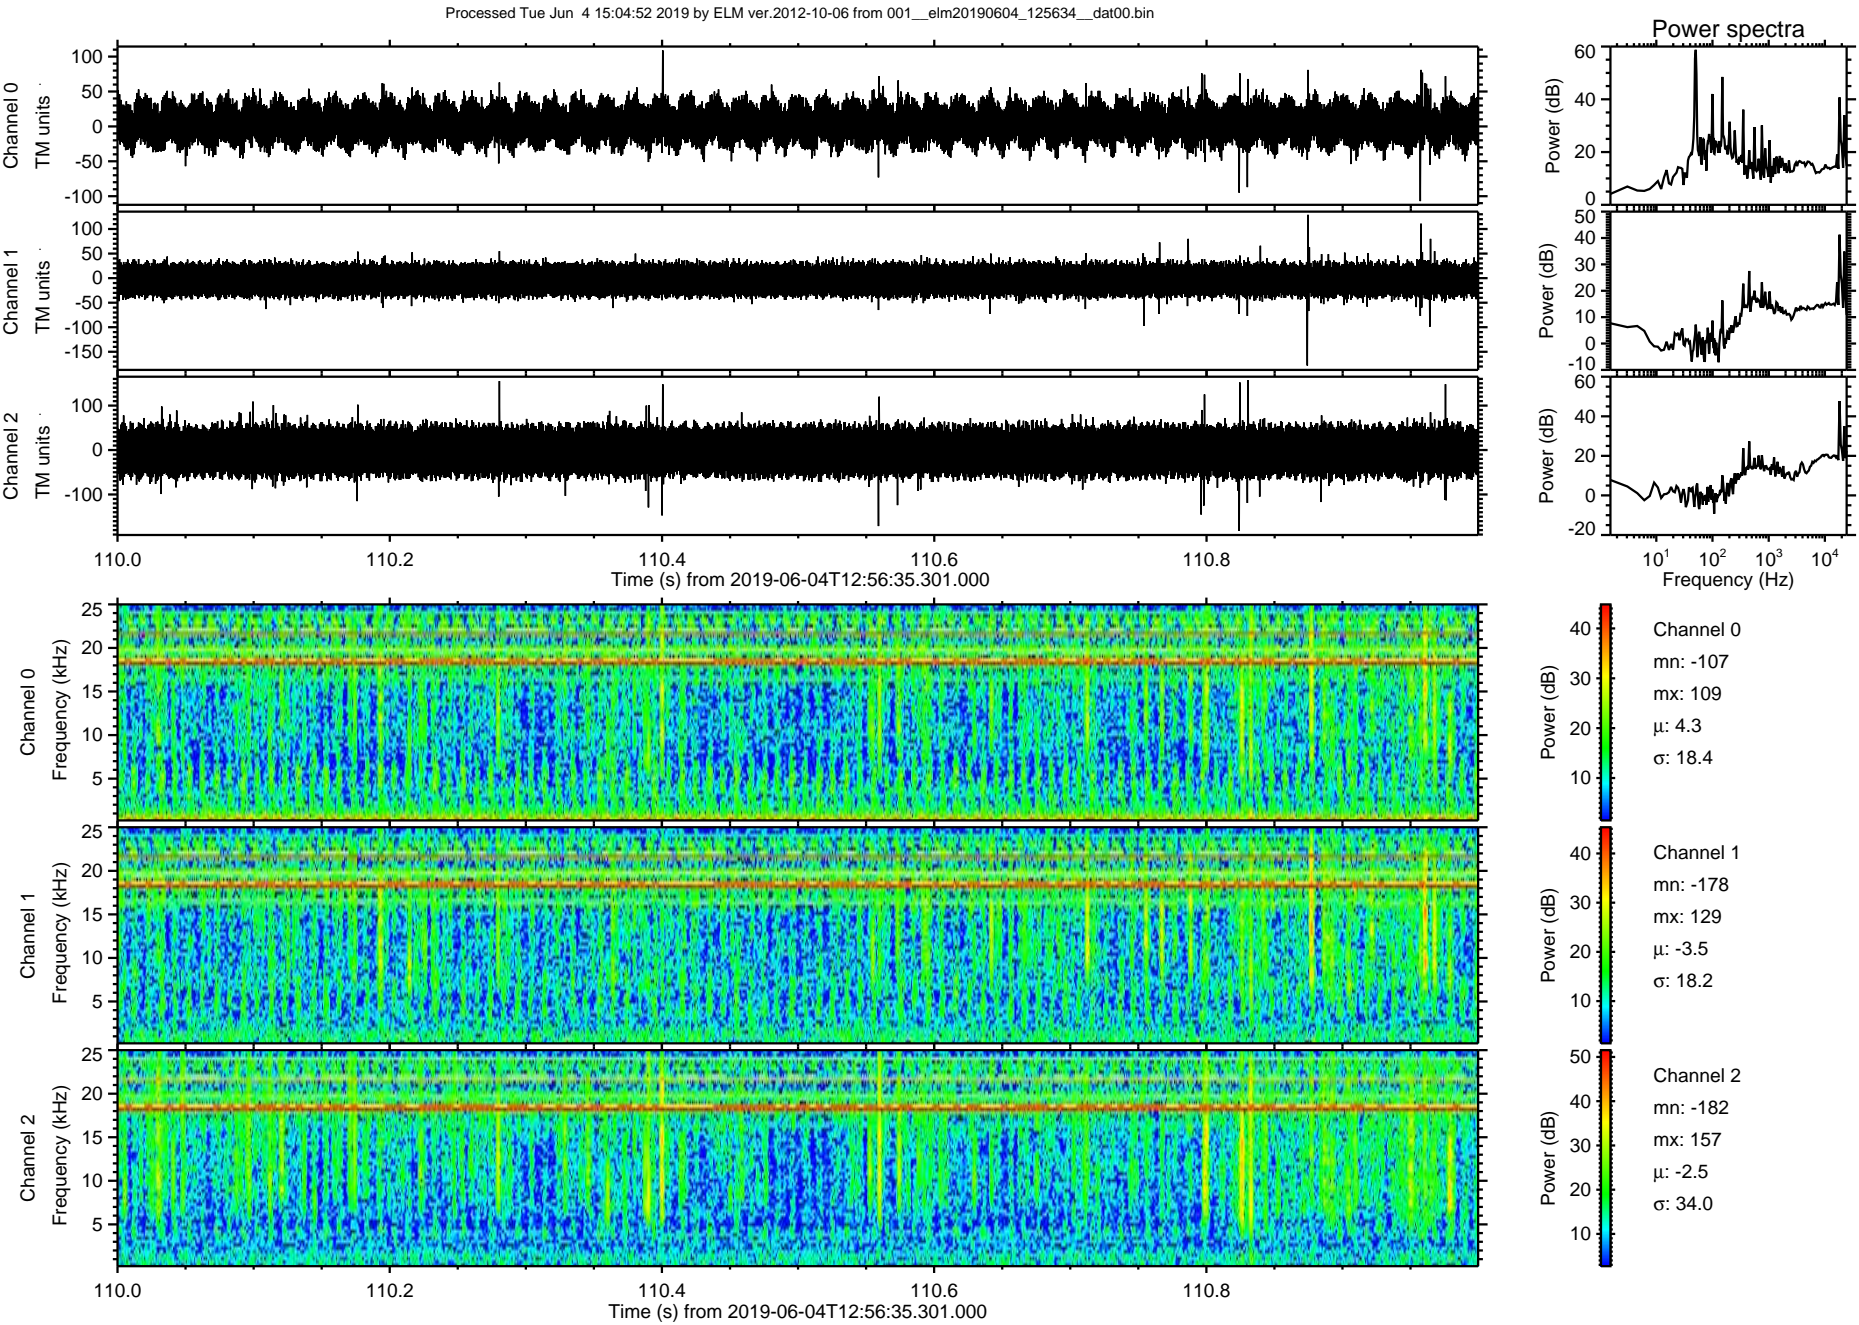 Processed Tue Jun  4 15:04:52 2019 by ELM ver.2012-10-06 from 001__elm20190604_125634__dat00.bin
Power spectra
Channel 0
TM units
100
50
0
-50
-100
Power (dB)
60
40
20
0
Channel 1
TM units
100
50
0
-50
-100
-150
Power (dB)
50
40
30
20
10
0
-10
Channel 2
TM units
100
0
-100
Power (dB)
60
40
20
0
-20
110.0 110.2 110.4 110.6 110.8
Time (s) from 2019-06-04T12:56:35.301.000
10¹ 10² 10³ 10⁴
Frequency (Hz)
Channel 0
Frequency (kHz)
25
20
15
10
5
Power (dB)
40
30
20
10
Channel 0
mn: -107
mx: 109
µ: 4.3
σ: 18.4
Channel 1
Frequency (kHz)
25
20
15
10
5
Power (dB)
40
30
20
10
Channel 1
mn: -178
mx: 129
µ: -3.5
σ: 18.2
Channel 2
Frequency (kHz)
25
20
15
10
5
Power (dB)
50
40
30
20
10
Channel 2
mn: -182
mx: 157
µ: -2.5
σ: 34.0
110.0 110.2 110.4 110.6 110.8
Time (s) from 2019-06-04T12:56:35.301.000